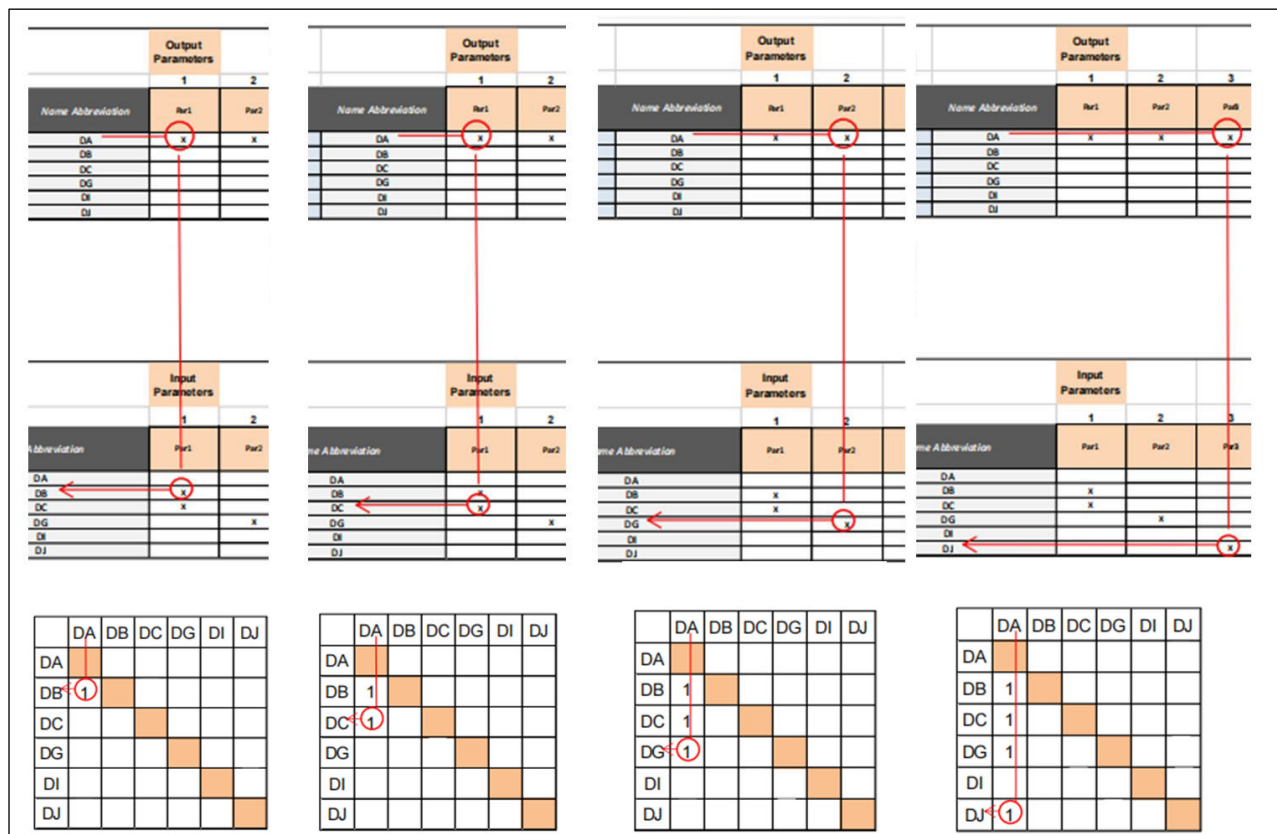 Output
Parameters
1 2
Name Abbreviation Par1 Par2
DA x x
DB
DC
DG
DI
DJ
Input
Parameters
1 2
Abbreviation Par1 Par2
DA
DB x
DC x
DG x
DI
DJ
DA DB DC DG DI DJ
DA
DB 1
DC
DG
DI
DJ
Output
Parameters
1 2
Name Abbreviation Par1 Par2
DA x x
DB
DC
DG
DI
DJ
Input
Parameters
1 2
me Abbreviation Par1 Par2
DA
DB x
DC x
DG x
DI
DJ
DA DB DC DG DI DJ
DA
DB 1
DC 1
DG
DI
DJ
Output
Parameters
1 2
Name Abbreviation Par1 Par2
DA x x
DB
DC
DG
DI
DJ
Input
Parameters
1 2
me Abbreviation Par1 Par2
DA
DB x
DC x
DG x
DI
DJ
DA DB DC DG DI DJ
DA
DB 1
DC 1
DG 1
DI
DJ
Output
Parameters
1 2 3
Name Abbreviation Par1 Par2 Par3
DA x x x
DB
DC
DG
DI
DJ
Input
Parameters
1 2 3
me Abbreviation Par1 Par2 Par3
DA
DB x
DC x
DG x
DI
DJ x
DA DB DC DG DI DJ
DA
DB 1
DC 1
DG 1
DI
DJ 1